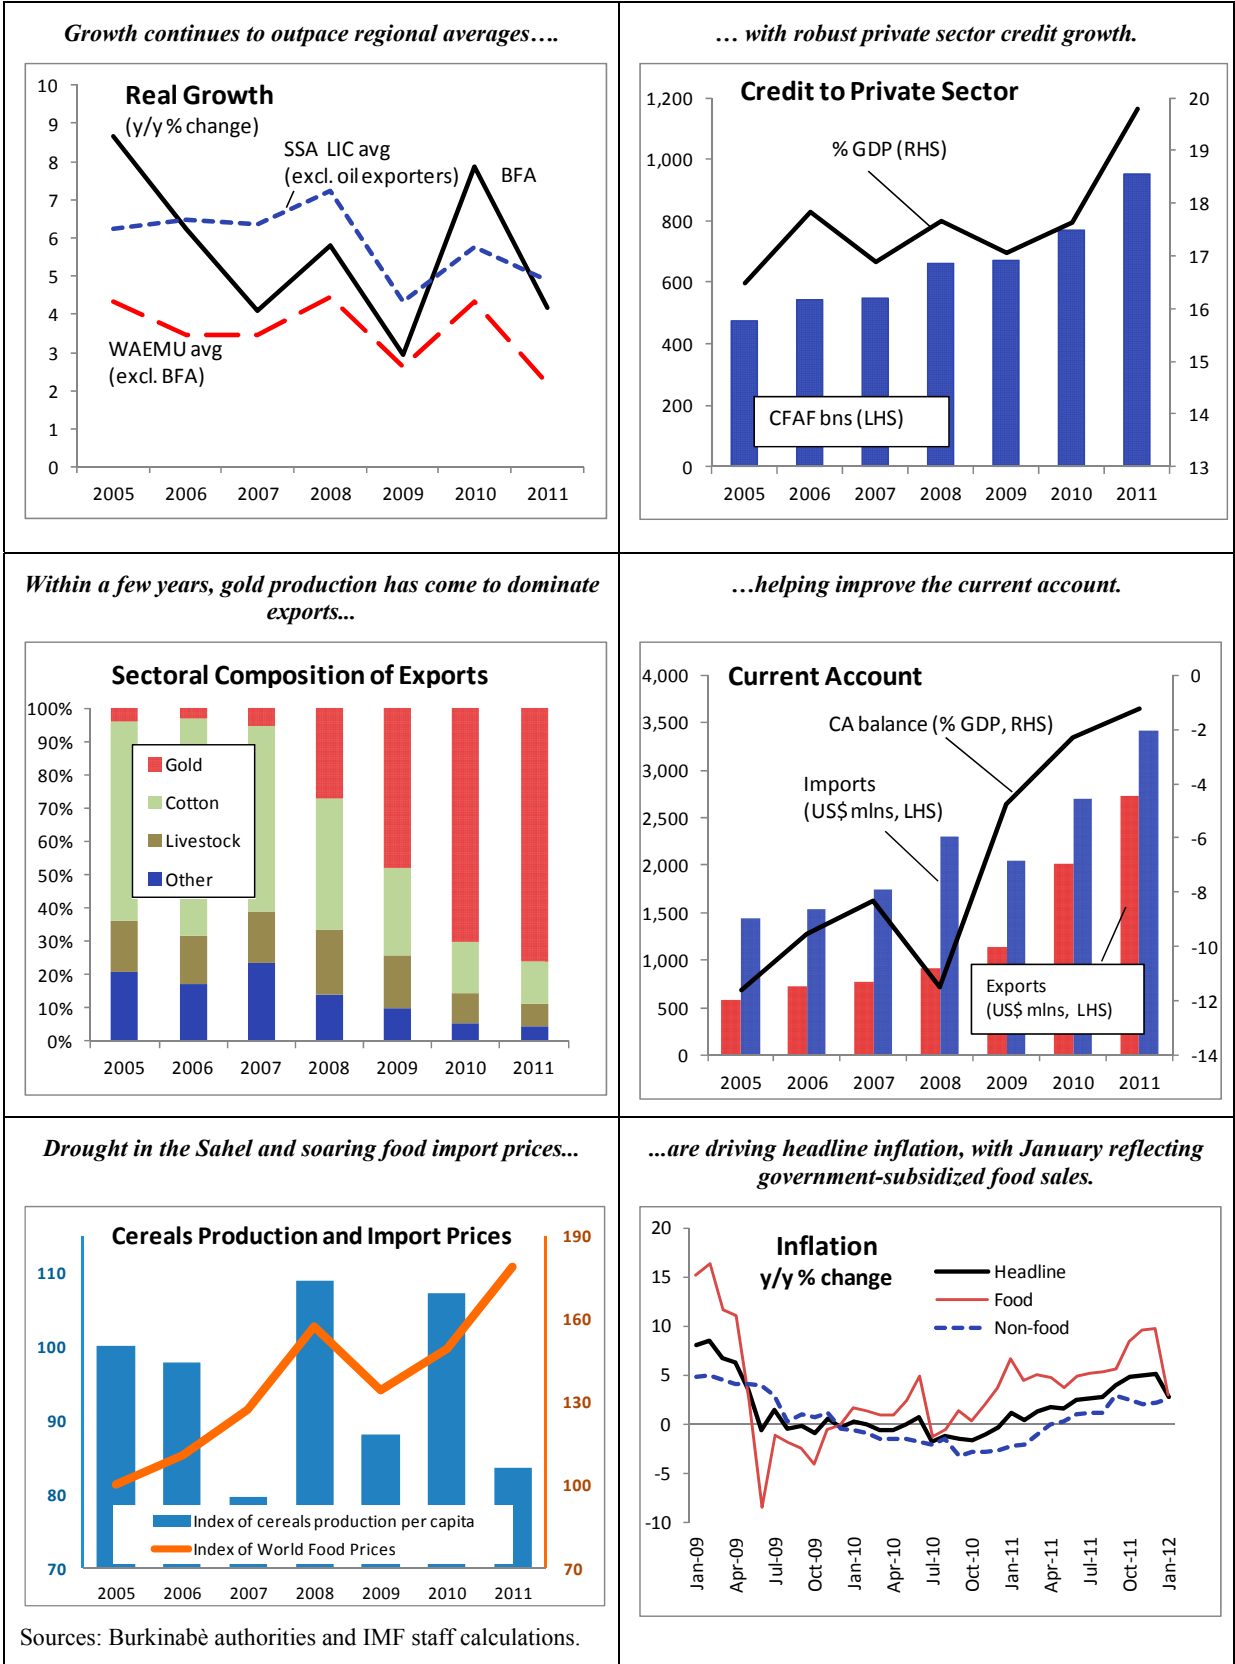 Growth continues to outpace regional averages….
Real Growth
(y/y % change)
SSA LIC avg
(excl. oil exporters)
BFA
WAEMU avg
(excl. BFA)
10
9
8
7
6
5
4
3
2
1
0
2005 2006 2007 2008 2009 2010 2011
… with robust private sector credit growth.
Credit to Private Sector
% GDP (RHS)
CFAF bns (LHS)
1,200
1,000
800
600
400
200
0
20
19
18
17
16
15
14
13
2005 2006 2007 2008 2009 2010 2011
Within a few years, gold production has come to dominate
exports...
Sectoral Composition of Exports
100%
90%
80%
70%
60%
50%
40%
30%
20%
10%
0%
Gold
Cotton
Livestock
Other
2005 2006 2007 2008 2009 2010 2011
…helping improve the current account.
Current Account
CA balance (% GDP, RHS)
Imports
(US$ mlns, LHS)
Exports
(US$ mlns, LHS)
4,000
3,500
3,000
2,500
2,000
1,500
1,000
500
0
0
-2
-4
-6
-8
-10
-12
-14
2005 2006 2007 2008 2009 2010 2011
Drought in the Sahel and soaring food import prices...
Cereals Production and Import Prices
110
100
90
80
70
190
160
130
100
70
Index of cereals production per capita
Index of World Food Prices
2005 2006 2007 2008 2009 2010 2011
...are driving headline inflation, with January reflecting
government-subsidized food sales.
Inflation
y/y % change
Headline
Food
Non-food
20
15
10
5
0
-5
-10
Jan-09
Apr-09
Jul-09
Oct-09
Jan-10
Apr-10
Jul-10
Oct-10
Jan-11
Apr-11
Jul-11
Oct-11
Jan-12
Sources: Burkinabè authorities and IMF staff calculations.